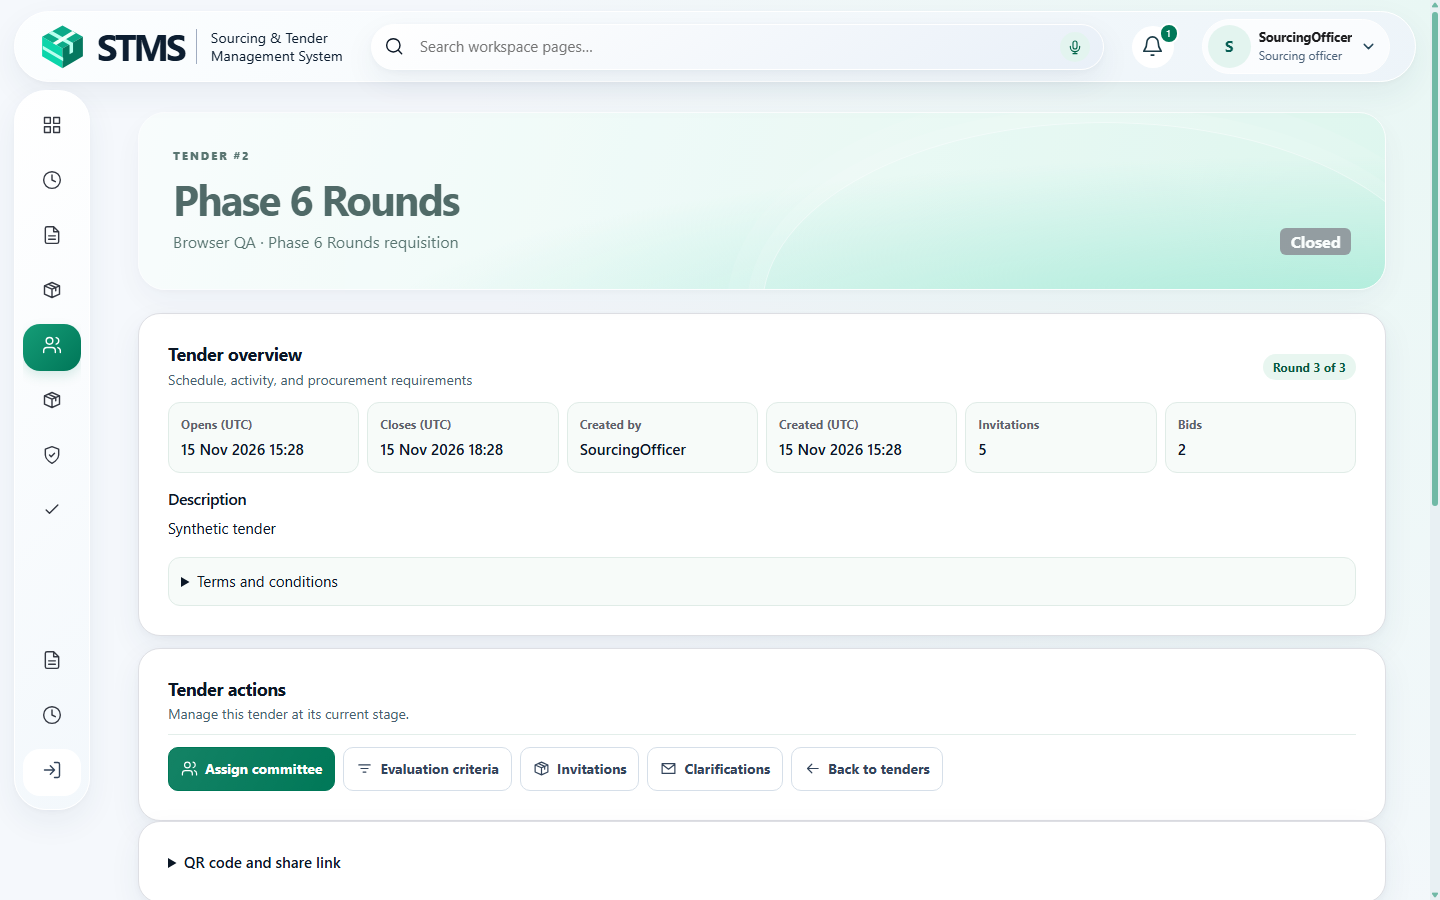 STMS
Sourcing & Tender
Management System
Search workspace pages...
1
S
SourcingOfficer
Sourcing officer
TENDER #2
Phase 6 Rounds
Browser QA · Phase 6 Rounds requisition
Closed
Tender overview
Schedule, activity, and procurement requirements
Round 3 of 3
Opens (UTC)
15 Nov 2026 15:28
Closes (UTC)
15 Nov 2026 18:28
Created by
SourcingOfficer
Created (UTC)
15 Nov 2026 15:28
Invitations
5
Bids
2
Description
Synthetic tender
Terms and conditions
Tender actions
Manage this tender at its current stage.
Assign committee
Evaluation criteria
Invitations
Clarifications
Back to tenders
QR code and share link